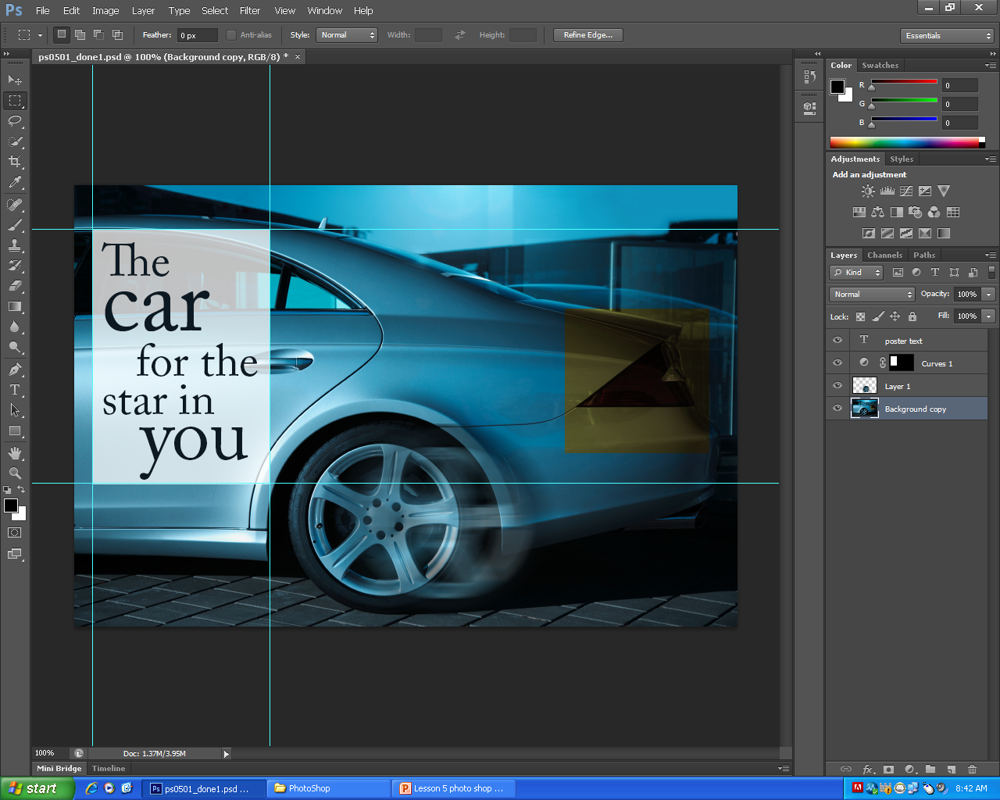 Ps File Edit Image Layer Type Select Filter View Window Help
Feather: 0 px Anti-alias Style: Normal Width: Height: Refine Edge... Essentials
ps0501_done1.psd @ 100% (Background copy, RGB/8) * ×
The
car
for the
star in
you
Color Swatches
R 0
G 0
B 0
Adjustments Styles
Add an adjustment
Layers Channels Paths
Kind
Normal Opacity: 100%
Lock: Fill: 100%
T poster text
Curves 1
Layer 1
Background copy
100% Doc: 1.37M/3.95M
Mini Bridge Timeline
start Ps ps0501_done1.psd ... PhotoShop Lesson 5 photo shop ... 8:42 AM